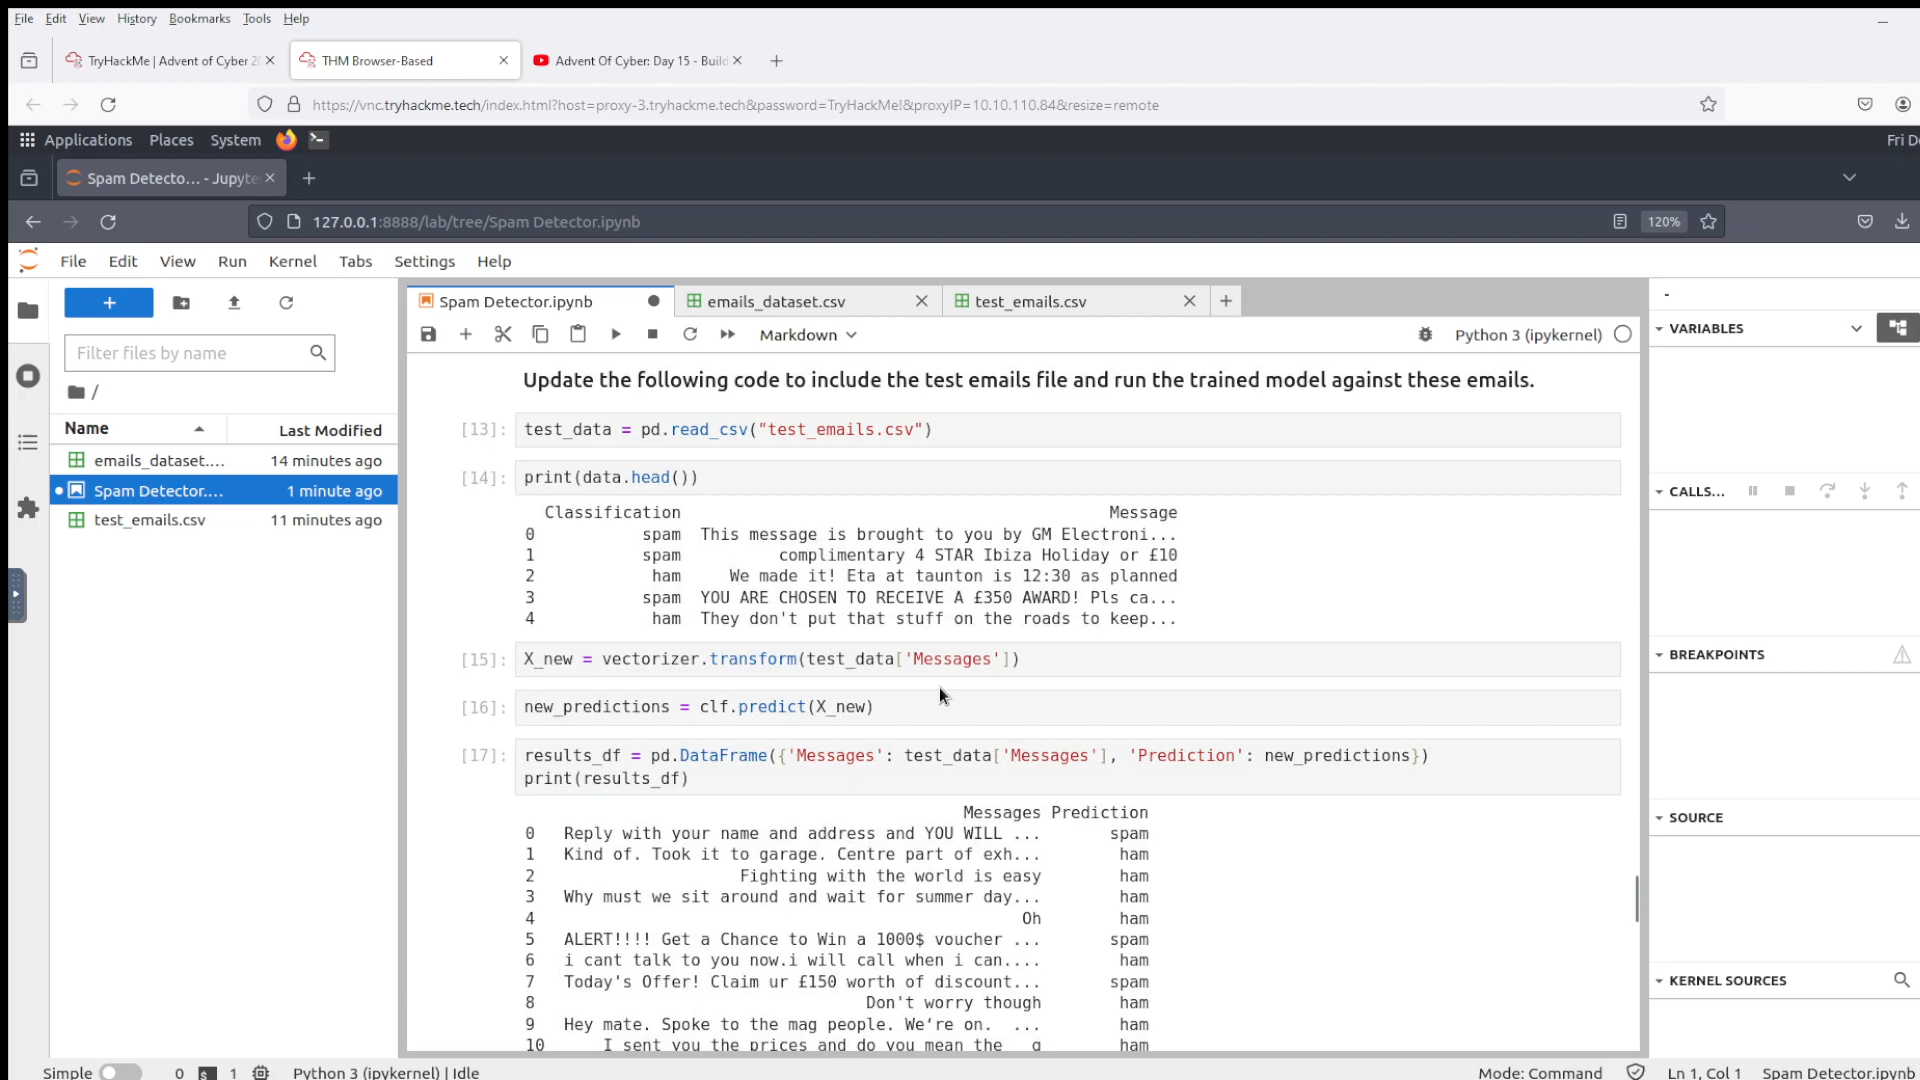 File Edit View History Bookmarks Tools Help
TryHackMe | Advent of Cyber 20
THM Browser-Based
Advent Of Cyber: Day 15 - Build
https://vnc.tryhackme.tech/index.html?host=proxy-3.tryhackme.tech&password=TryHackMe!&proxyIP=10.10.110.84&resize=remote
Applications Places System Fri De
Spam Detecto… - Jupyte
127.0.0.1:8888/lab/tree/Spam Detector.ipynb 120%
File Edit View Run Kernel Tabs Settings Help
Spam Detector.ipynb emails_dataset.csv test_emails.csv
Markdown Python 3 (ipykernel)
Filter files by name
/
Name Last Modified
emails_dataset.... 14 minutes ago
Spam Detector.... 1 minute ago
test_emails.csv 11 minutes ago
Update the following code to include the test emails file and run the trained model against these emails.
[13]: test_data = pd.read_csv("test_emails.csv")
[14]: print(data.head())
Classification Message
0 spam This message is brought to you by GM Electroni...
1 spam complimentary 4 STAR Ibiza Holiday or £10
2 ham We made it! Eta at taunton is 12:30 as planned
3 spam YOU ARE CHOSEN TO RECEIVE A £350 AWARD! Pls ca...
4 ham They don't put that stuff on the roads to keep...
[15]: X_new = vectorizer.transform(test_data['Messages'])
[16]: new_predictions = clf.predict(X_new)
[17]: results_df = pd.DataFrame({'Messages': test_data['Messages'], 'Prediction': new_predictions})
print(results_df)
Messages Prediction
0 Reply with your name and address and YOU WILL ... spam
1 Kind of. Took it to garage. Centre part of exh... ham
2 Fighting with the world is easy ham
3 Why must we sit around and wait for summer day... ham
4 Oh ham
5 ALERT!!!! Get a Chance to Win a 1000$ voucher ... spam
6 i cant talk to you now.i will call when i can.... ham
7 Today's Offer! Claim ur £150 worth of discount... spam
8 Don't worry though ham
9 Hey mate. Spoke to the mag people. We‘re on. ... ham
10 I sent you the prices and do you mean the g ham
-
VARIABLES
CALLS...
BREAKPOINTS
SOURCE
KERNEL SOURCES
Simple 0 $_ 1 Python 3 (ipykernel) | Idle Mode: Command Ln 1, Col 1 Spam Detector.ipynb